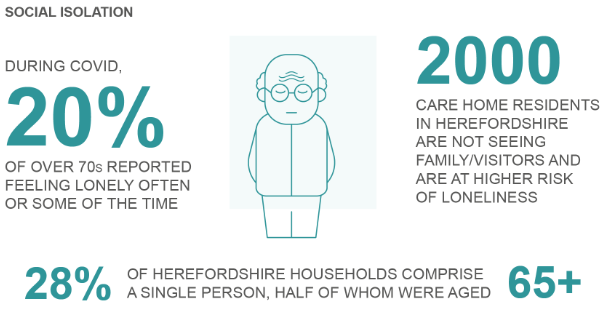 SOCIAL ISOLATION
DURING COVID,
20%
OF OVER 70s REPORTED
FEELING LONELY OFTEN
OR SOME OF THE TIME
2000
CARE HOME RESIDENTS
IN HEREFORDSHIRE
ARE NOT SEEING
FAMILY/VISITORS AND
ARE AT HIGHER RISK
OF LONELINESS
28%
OF HEREFORDSHIRE HOUSEHOLDS COMPRISE
A SINGLE PERSON, HALF OF WHOM WERE AGED
65+